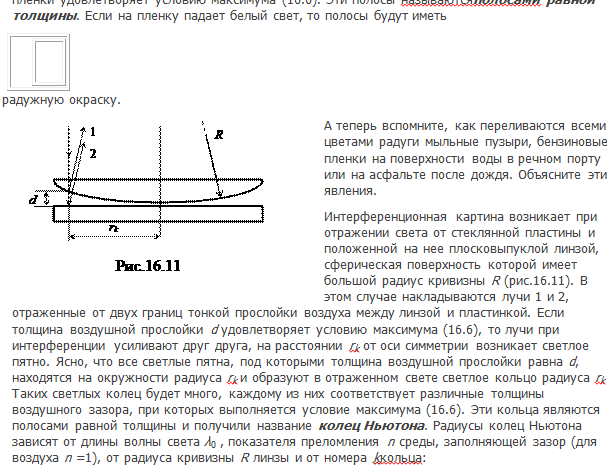 пленки удовлетворяет условию максимума (16.6). Эти полосы называются полосами равной
толщины. Если на пленку падает белый свет, то полосы будут иметь
радужную окраску.
1
2
R
d
rk
Рис.16.11
А теперь вспомните, как переливаются всеми
цветами радуги мыльные пузыри, бензиновые
пленки на поверхности воды в речном порту
или на асфальте после дождя. Объясните эти
явления.
Интерференционная картина возникает при
отражении света от стеклянной пластины и
положенной на нее плосковыпуклой линзой,
сферическая поверхность которой имеет
большой радиус кривизны R (рис.16.11). В
этом случае накладываются лучи 1 и 2,
отраженные от двух границ тонкой прослойки воздуха между линзой и пластинкой. Если
толщина воздушной прослойки d удовлетворяет условию максимума (16.6), то лучи при
интерференции усиливают друг друга, на расстоянии rk от оси симметрии возникает светлое
пятно. Ясно, что все светлые пятна, под которыми толщина воздушной прослойки равна d,
находятся на окружности радиуса rk и образуют в отраженном свете светлое кольцо радиуса rk
Таких светлых колец будет много, каждому из них соответствует различные толщины
воздушного зазора, при которых выполняется условие максимума (16.6). Эти кольца являются
полосами равной толщины и получили название колец Ньютона. Радиусы колец Ньютона
зависят от длины волны света λ0 , показателя преломления n среды, заполняющей зазор (для
воздуха n =1), от радиуса кривизны R линзы и от номера k кольца: